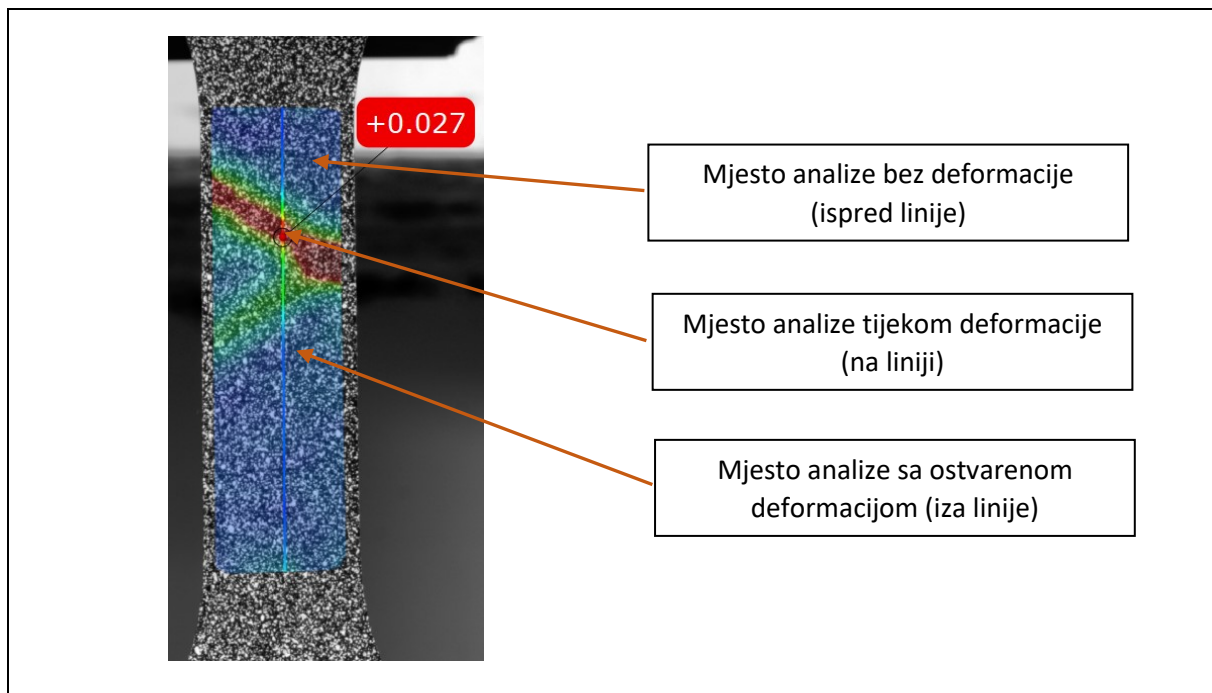 +0.027
Mjesto analize bez deformacije
(ispred linije)
Mjesto analize tijekom deformacije
(na liniji)
Mjesto analize sa ostvarenom
deformacijom (iza linije)